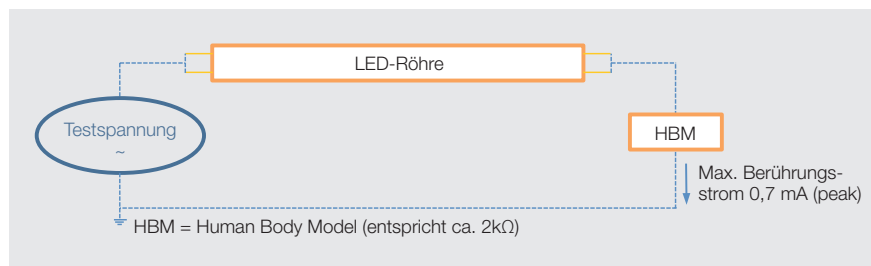 LED-Röhre
Testspannung
~
HBM
Max. Berührungs-
strom 0,7 mA (peak)
HBM = Human Body Model (entspricht ca. 2kΩ)